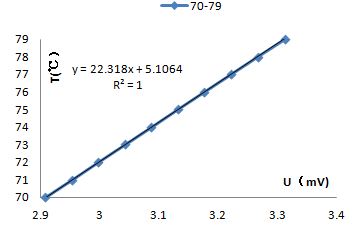 70-79
79
78
77
76
75
74
73
72
71
70
T(℃)
y = 22.318x + 5.1064
R² = 1
U（mV)
2.9 3 3.1 3.2 3.3 3.4